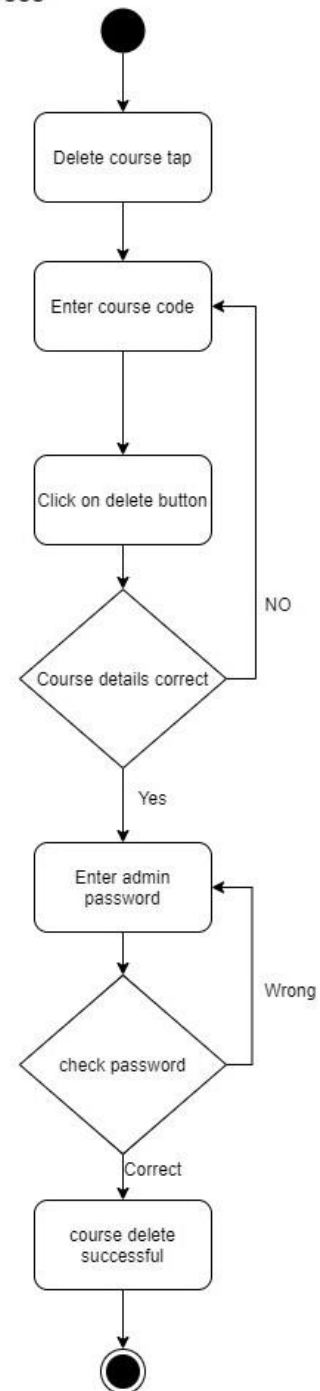 Delete course tap
Enter course code
Click on delete button
NO
Course details correct
Yes
Enter admin
password
Wrong
check password
Correct
course delete
successful